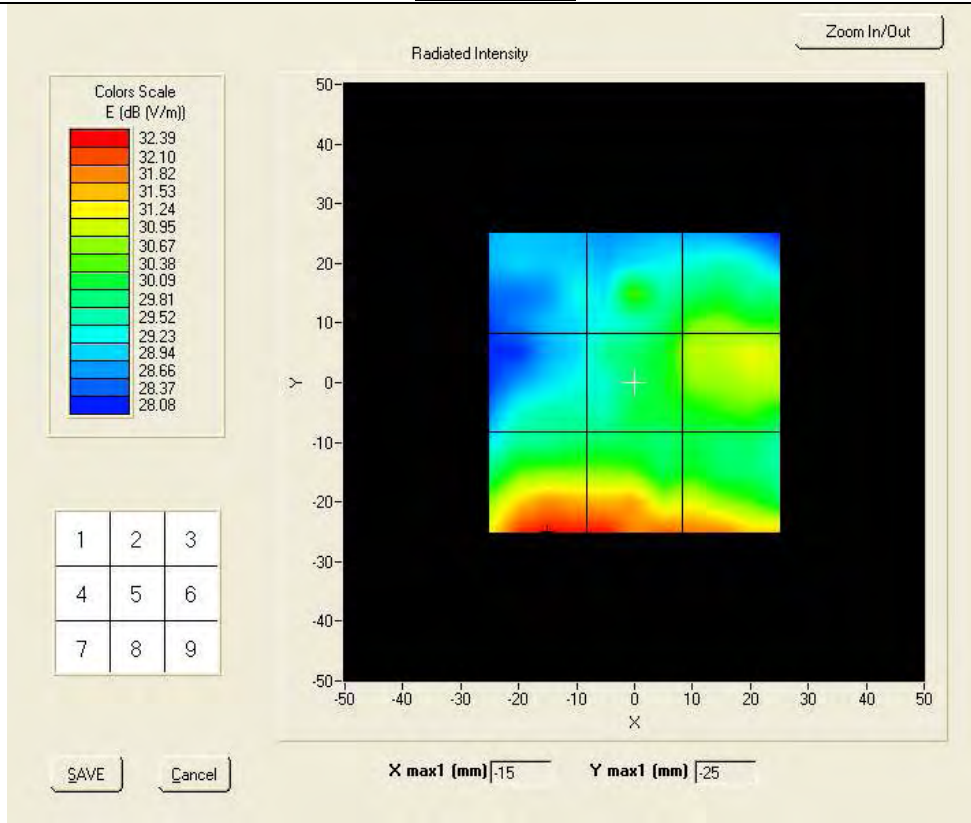 Zoom In/Out
Radiated Intensity
Colors Scale
E (dB (V/m))
32.39
32.10
31.82
31.53
31.24
30.95
30.67
30.38
30.09
29.81
29.52
29.23
28.94
28.66
28.37
28.08
1 2 3
4 5 6
7 8 9
50
40
30
20
10
Y 0
-10
-20
-30
-40
-50
-50 -40 -30 -20 -10 0 10 20 30 40 50
X
SAVE Cancel
X max1 (mm) -15 Y max1 (mm) -25